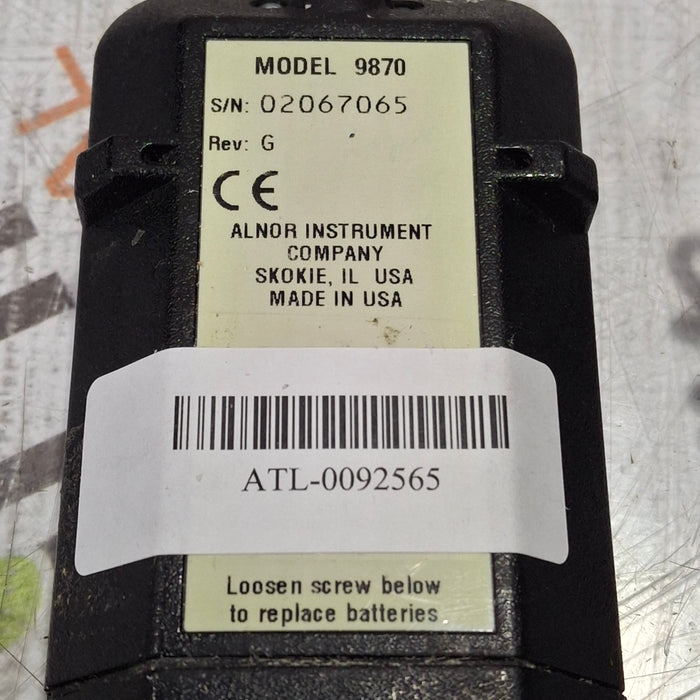 MODEL 9870
S/N: 02067065
Rev: G
CE
ALNOR INSTRUMENT
COMPANY
SKOKIE, IL USA
MADE IN USA
ATL-0092565
Loosen screw below
to replace batteries